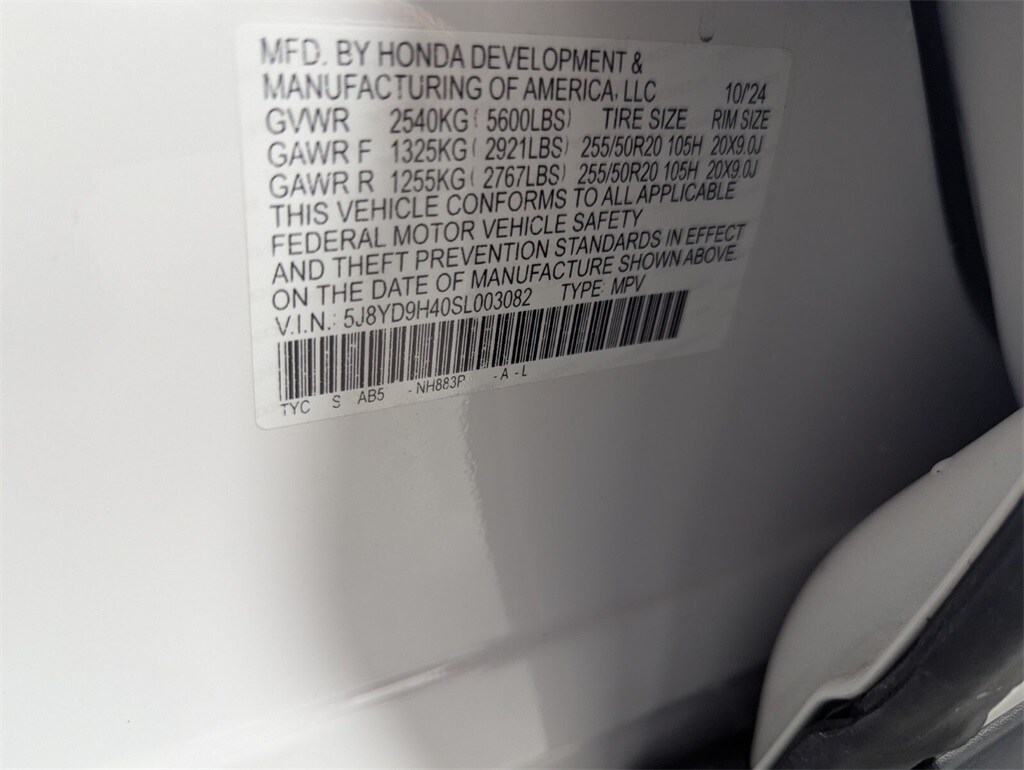 MFD. BY HONDA DEVELOPMENT &
MANUFACTURING OF AMERICA, LLC 10/'24
GVWR 2540KG ( 5600LBS) TIRE SIZE RIM SIZE
GAWR F 1325KG ( 2921LBS) 255/50R20 105H 20X9.0J
GAWR R 1255KG ( 2767LBS) 255/50R20 105H 20X9.0J
THIS VEHICLE CONFORMS TO ALL APPLICABLE
FEDERAL MOTOR VEHICLE SAFETY
AND THEFT PREVENTION STANDARDS IN EFFECT
ON THE DATE OF MANUFACTURE SHOWN ABOVE.
V.I.N.: 5J8YD9H40SL003082 TYPE: MPV
TYC S AB5 - NH883P - A - L